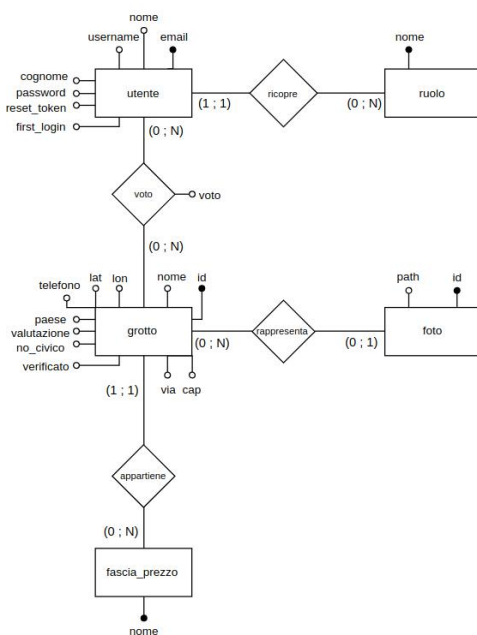 nome
username
email
nome
cognome
password
reset_token
first_login
utente
(1 ; 1)
ricopre
(0 ; N)
ruolo
(0 ; N)
voto
voto
(0 ; N)
telefono
lat
lon
nome
id
path
id
paese
valutazione
no_civico
verificato
grotto
(0 ; N)
rappresenta
(0 ; 1)
foto
(1 ; 1)
via
cap
appartiene
(0 ; N)
fascia_prezzo
nome